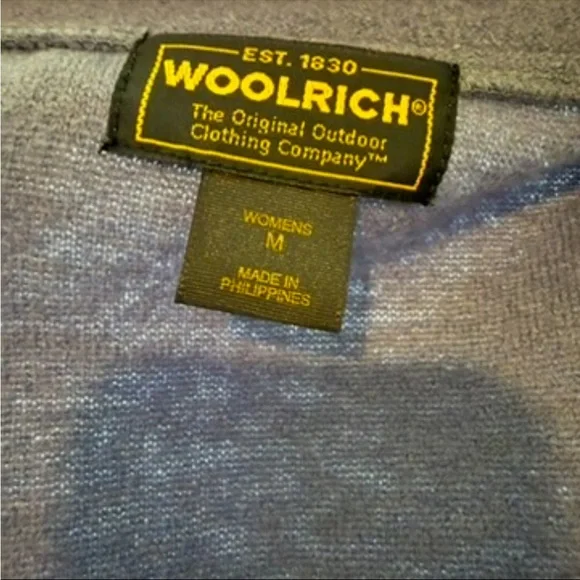 EST. 1830
WOOLRICH®
The Original Outdoor
Clothing Company™
WOMENS
M
MADE IN
PHILIPPINES